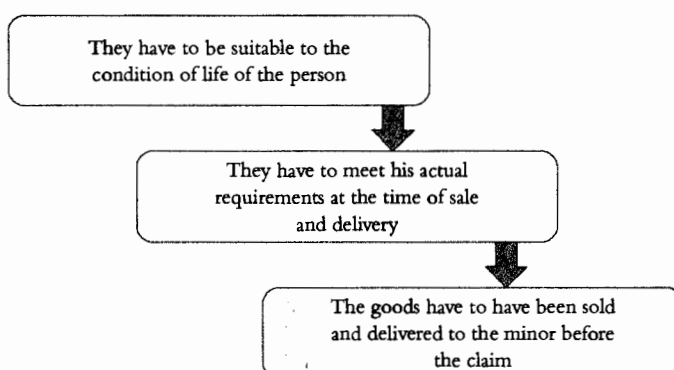 They have to be suitable to the
condition of life of the person
They have to meet his actual
requirements at the time of sale
and delivery
The goods have to have been sold
and delivered to the minor before
the claim